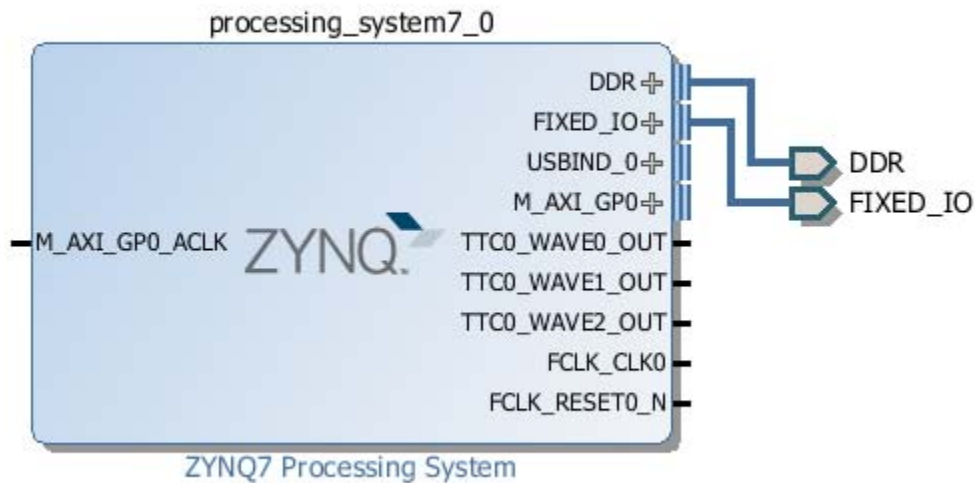 processing_system7_0
DDR
FIXED_IO
USBIND_0
M_AXI_GP0
M_AXI_GP0_ACLK
ZYNQ
TTC0_WAVE0_OUT
TTC0_WAVE1_OUT
TTC0_WAVE2_OUT
FCLK_CLK0
FCLK_RESET0_N
DDR
FIXED_IO
ZYNQ7 Processing System